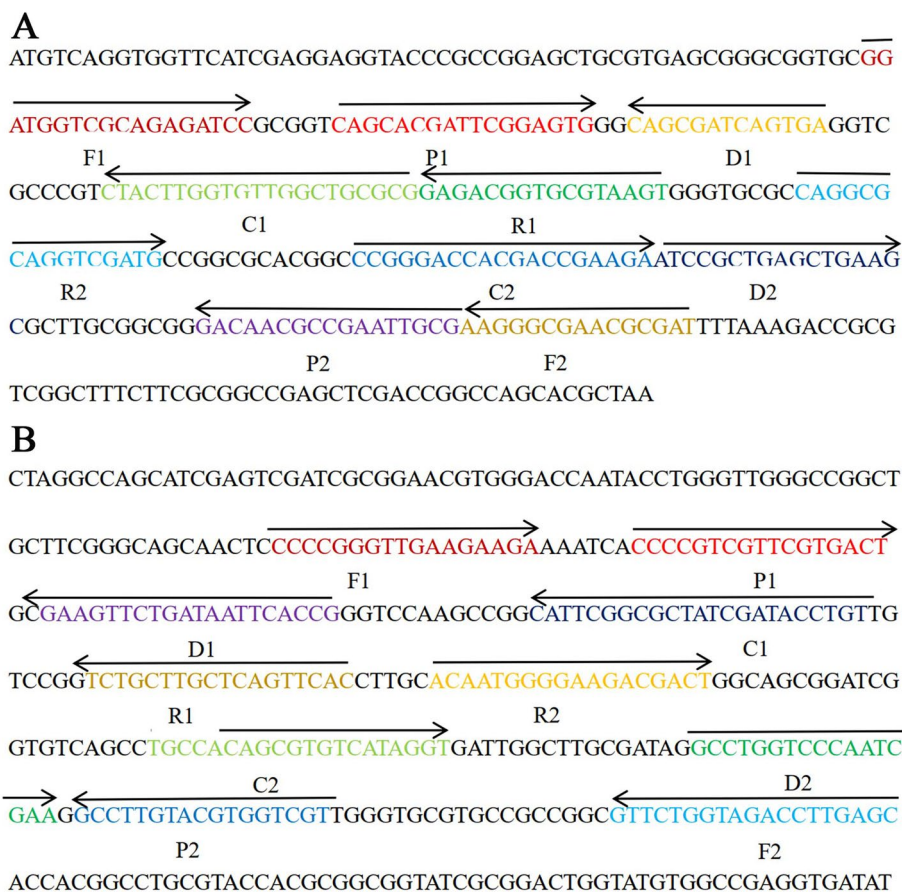 A
ATGTCAGGTGGTTCATCGAGGAGGTACCCGCCGGAGCTGCGTGAGCGGGCGGTGCGG
ATGGTCGCAGAGATCCGCGGTCAGCACGATTCGGAGTGGGCAGCGATCAGTGAGGTC
F1 P1 D1
GCCCGTCTACTTGGTGTTGGCTGCGCGGAGACGGTGCGTAAGTGGGTGCGCCAGGCG
C1 R1
CAGGTCGATGCCGGCGCACGGCCCGGGACCACGACCGAAGAATCCGCTGAGCTGAAG
R2 C2 D2
CGCTTGCGGCGGGACAACGCCGAATTGCGAAGGGCGAACGCGATTTTAAAGACCGCG
P2 F2
TCGGCTTTCTTCGCGGCCGAGCTCGACCGGCCAGCACGCTAA
B
CTAGGCCAGCATCGAGTCGATCGCGGAACGTGGGACCAATACCTGGGTTGGGCCGGCT
GCTTCGGGCAGCAACTCCCCCGGGTTGAAGAAGAAAATCACCCCGTCGTTCGTGACT
F1 P1
GCGAAGTTCTGATAATTCACCGGGTCCAAGCCGGCATTCGGCGCTATCGATACCTGTTG
D1 C1
TCCGGTCTGCTTGCTCAGTTCACCTTGCACAATGGGGAAGACGACTGGCAGCGGATCG
R1 R2
GTGTCAGCCTGCCACAGCGTGTCATAGGTGATTGGCTTGCGATAGGCCTGGTCCCAATC
C2 D2
GAAGGCCTTGTACGTGGTCGTTGGGTGCGTGCCGCCGGCGTTCTGGTAGACCTTGAGC
P2 F2
ACCACGGCCTGCGTACCACGCGGCGGTATCGCGGACTGGTATGTGGCCGAGGTGATAT